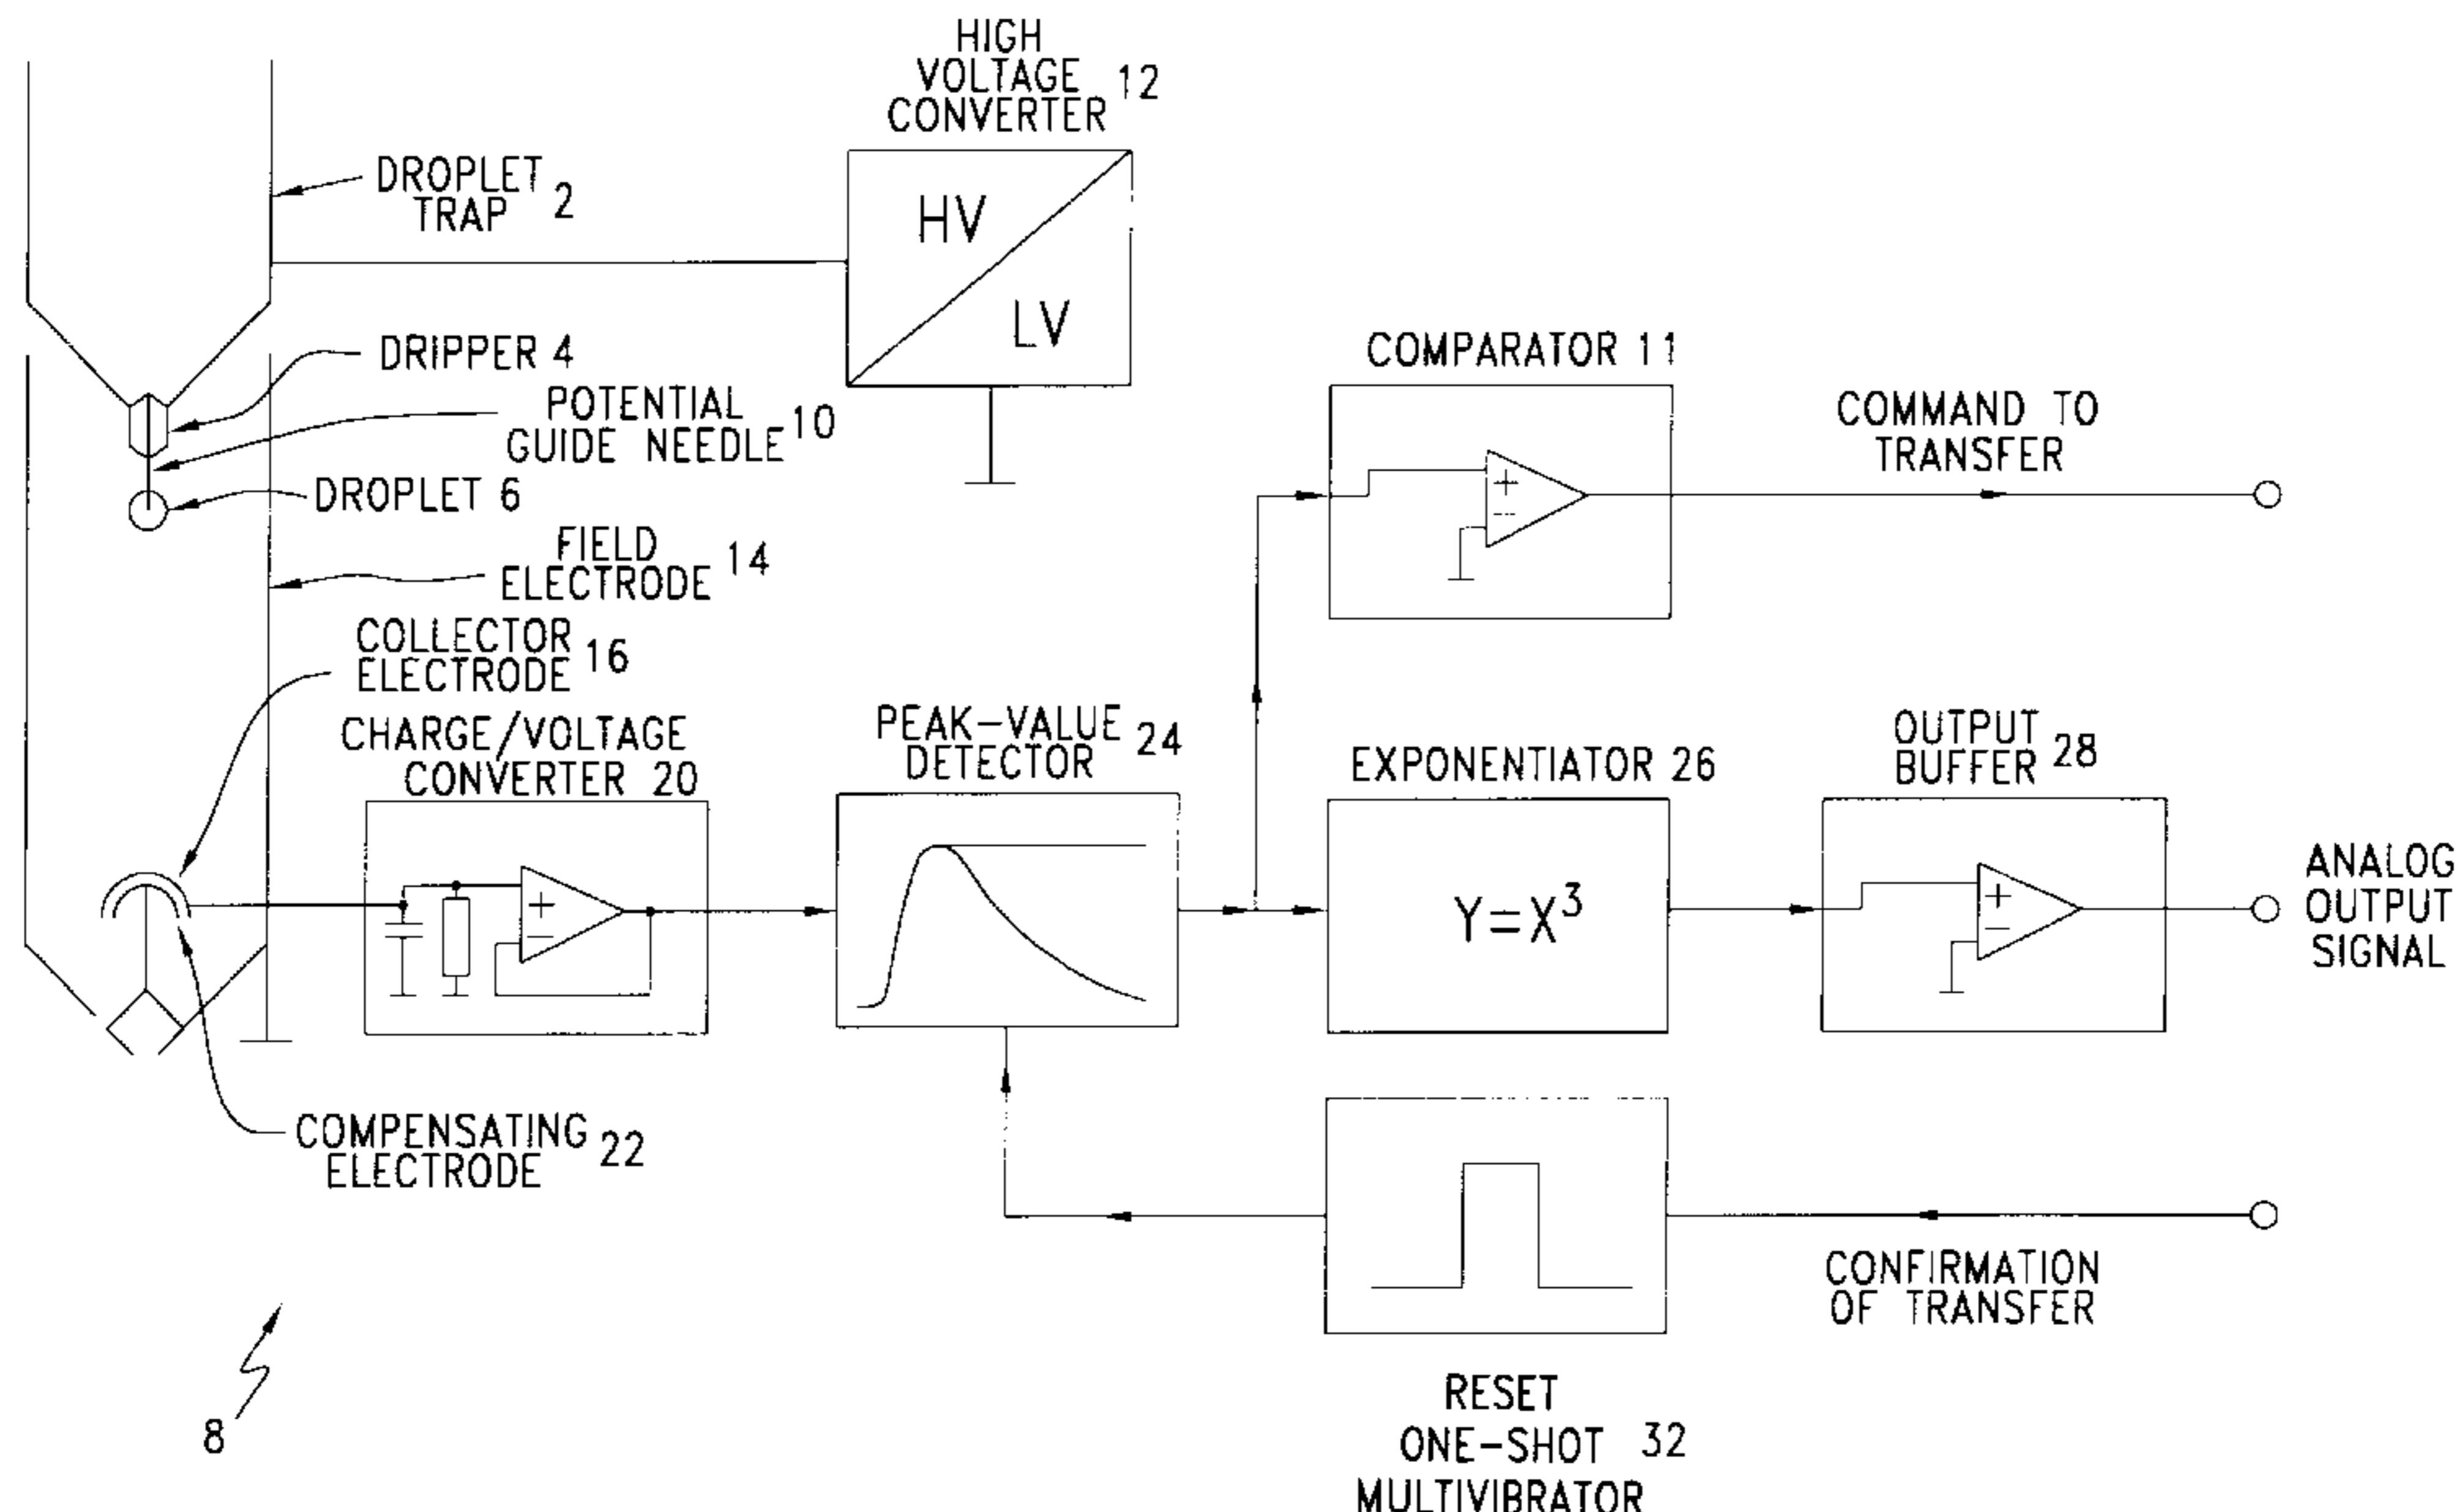 HIGH
VOLTAGE 12
CONVERTER
DROPLET 2
TRAP
HV
LV
DRIPPER 4
POTENTIAL
GUIDE NEEDLE 10
DROPLET 6
COMPARATOR 11
+
-
COMMAND TO
TRANSFER
FIELD
ELECTRODE 14
COLLECTOR
ELECTRODE 16
CHARGE/VOLTAGE
CONVERTER 20
+
-
PEAK-VALUE 24
DETECTOR
EXPONENTIATOR 26
Y=X³
OUTPUT
BUFFER 28
+
-
ANALOG
OUTPUT
SIGNAL
COMPENSATING 22
ELECTRODE
CONFIRMATION
OF TRANSFER
RESET
ONE-SHOT 32
MULTIVIBRATOR
8